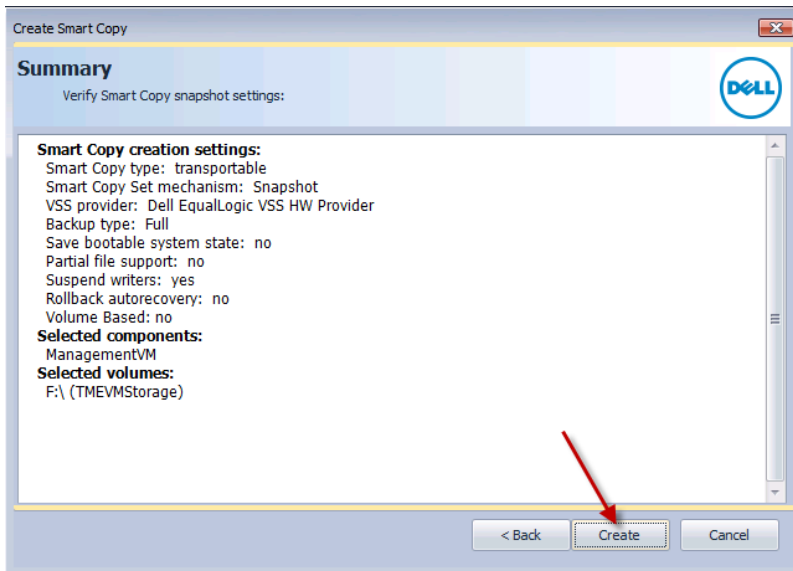 Create Smart Copy
Summary
Verify Smart Copy snapshot settings:
DELL
Smart Copy creation settings:
Smart Copy type: transportable
Smart Copy Set mechanism: Snapshot
VSS provider: Dell EqualLogic VSS HW Provider
Backup type: Full
Save bootable system state: no
Partial file support: no
Suspend writers: yes
Rollback autorecovery: no
Volume Based: no
Selected components:
ManagementVM
Selected volumes:
F:\ (TMEVMStorage)
< Back Create Cancel